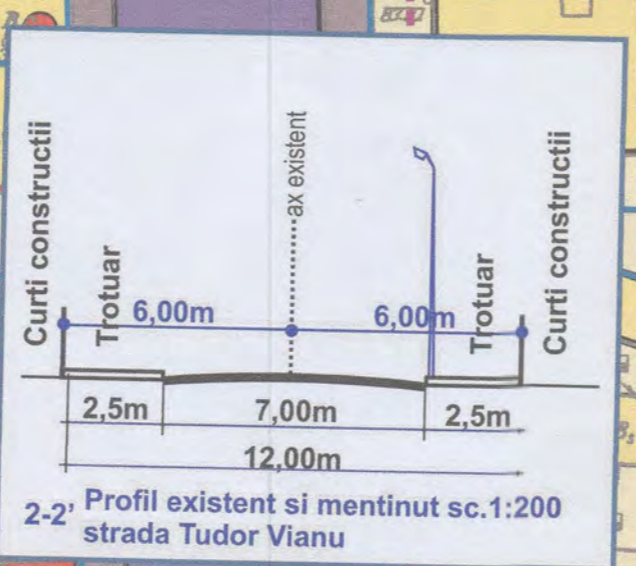 Curti constructii
Trotuar
6,00m
ax existent
6,00m
Trotuar
Curti constructii
2,5m
7,00m
2,5m
12,00m
2-2' Profil existent si mentinut sc.1:200
strada Tudor Vianu